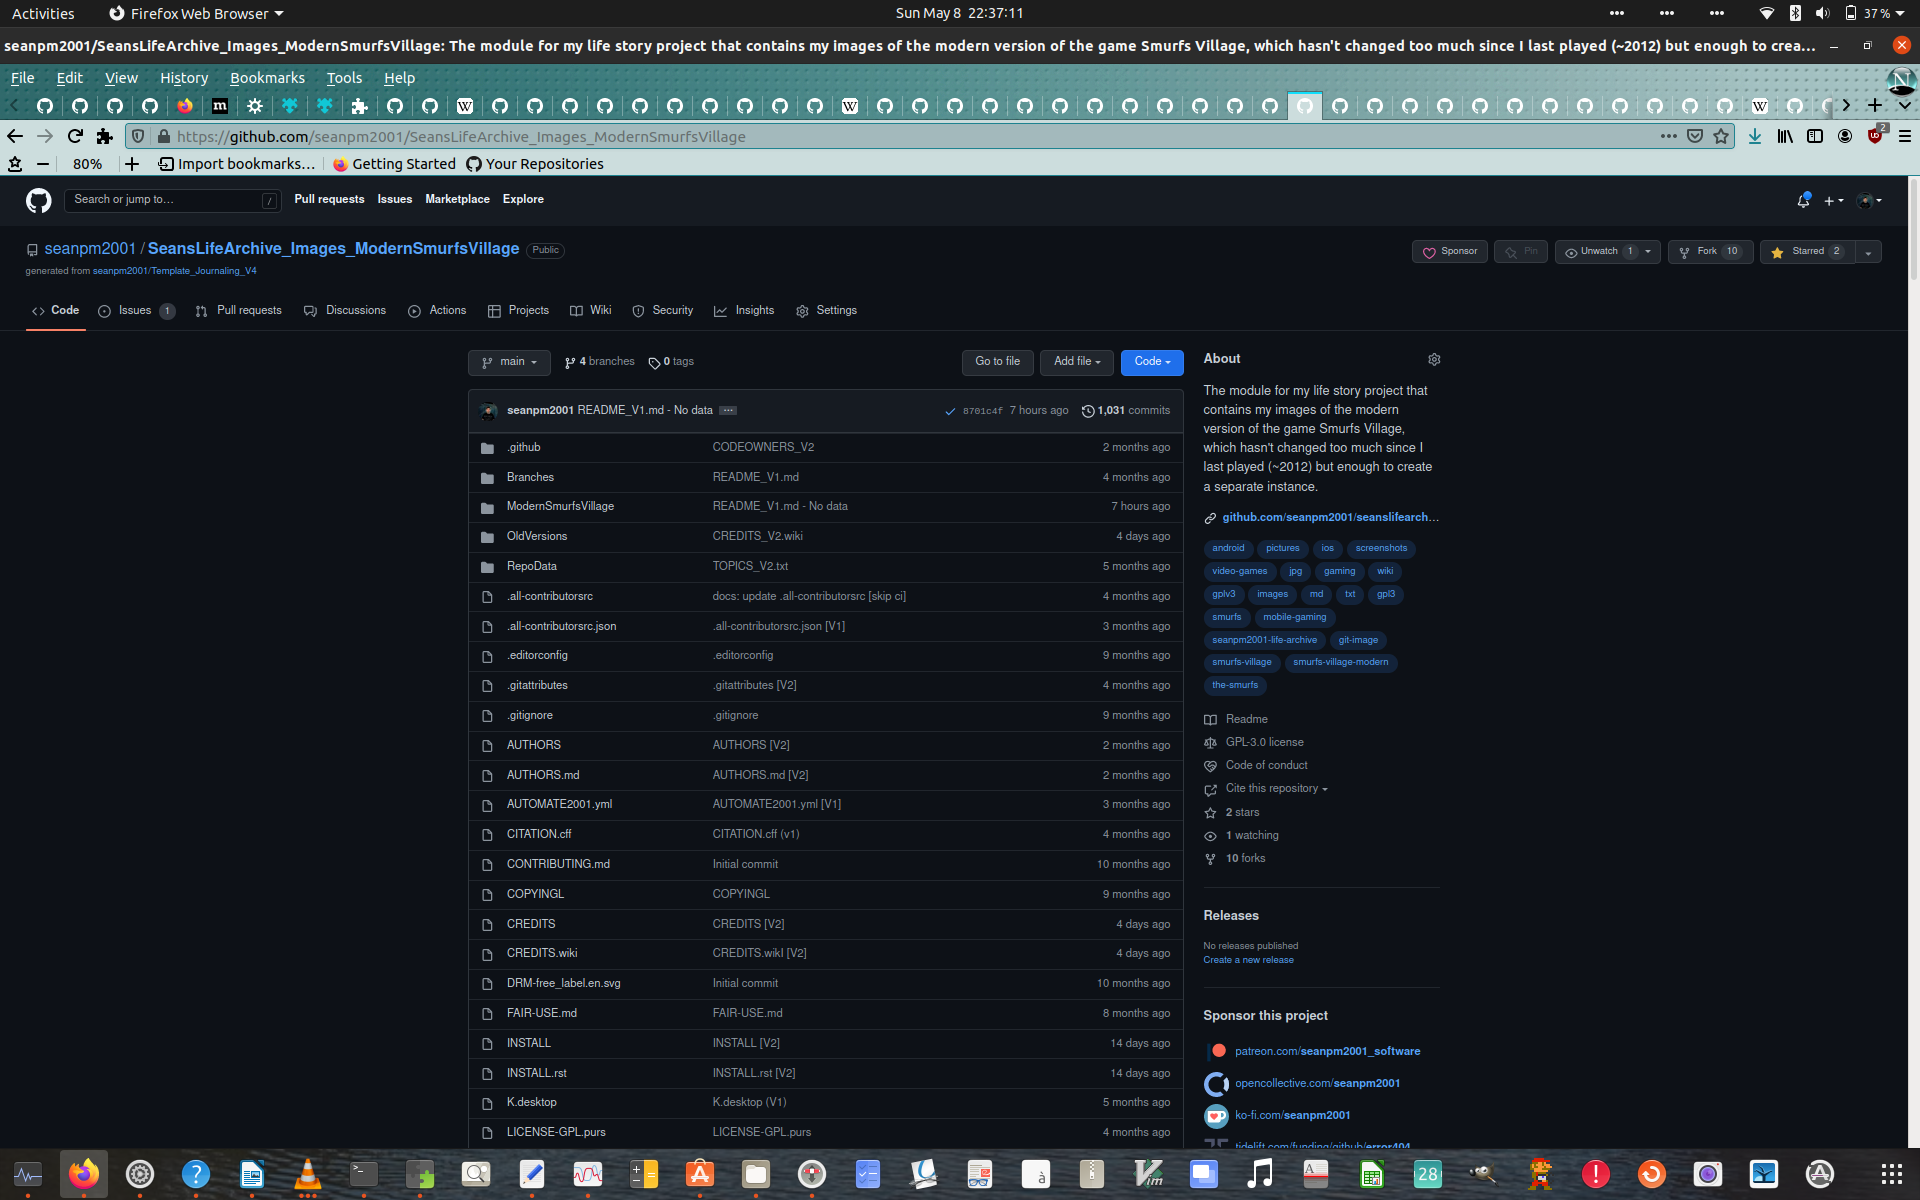 Activities
Firefox Web Browser
Sun May 8 22:37:11
37 %
seanpm2001/SeansLifeArchive_Images_ModernSmurfsVillage: The module for my life story project that contains my images of the modern version of the game Smurfs Village, which hasn't changed too much since I last played (~2012) but enough to crea…
File Edit View History Bookmarks Tools Help
https://github.com/seanpm2001/SeansLifeArchive_Images_ModernSmurfsVillage
2
80%
Import bookmarks…
Getting Started
Your Repositories
Search or jump to…
/
Pull requests Issues Marketplace Explore
seanpm2001 / SeansLifeArchive_Images_ModernSmurfsVillage Public
generated from seanpm2001/Template_Journaling_V4
Sponsor
Pin
Unwatch 1
Fork 10
Starred 2
Code
Issues 1
Pull requests
Discussions
Actions
Projects
Wiki
Security
Insights
Settings
main
4 branches
0 tags
Go to file
Add file
Code
seanpm2001 README_V1.md - No data
8701c4f 7 hours ago 1,031 commits
.github CODEOWNERS_V2 2 months ago
Branches README_V1.md 4 months ago
ModernSmurfsVillage README_V1.md - No data 7 hours ago
OldVersions CREDITS_V2.wiki 4 days ago
RepoData TOPICS_V2.txt 5 months ago
.all-contributorsrc docs: update .all-contributorsrc [skip ci] 4 months ago
.all-contributorsrc.json .all-contributorsrc.json [V1] 3 months ago
.editorconfig .editorconfig 9 months ago
.gitattributes .gitattributes [V2] 4 months ago
.gitignore .gitignore 9 months ago
AUTHORS AUTHORS [V2] 2 months ago
AUTHORS.md AUTHORS.md [V2] 2 months ago
AUTOMATE2001.yml AUTOMATE2001.yml [V1] 3 months ago
CITATION.cff CITATION.cff (v1) 4 months ago
CONTRIBUTING.md Initial commit 10 months ago
COPYINGL COPYINGL 9 months ago
CREDITS CREDITS [V2] 4 days ago
CREDITS.wiki CREDITS.wikI [V2] 4 days ago
DRM-free_label.en.svg Initial commit 10 months ago
FAIR-USE.md FAIR-USE.md 8 months ago
INSTALL INSTALL [V2] 14 days ago
INSTALL.rst INSTALL.rst [V2] 14 days ago
K.desktop K.desktop (V1) 5 months ago
LICENSE-GPL.purs LICENSE-GPL.purs 4 months ago
About
The module for my life story project that
contains my images of the modern
version of the game Smurfs Village,
which hasn't changed too much since I
last played (~2012) but enough to create
a separate instance.
github.com/seanpm2001/seanslifearch…
android pictures ios screenshots
video-games jpg gaming wiki
gplv3 images md txt gpl3
smurfs mobile-gaming
seanpm2001-life-archive git-image
smurfs-village smurfs-village-modern
the-smurfs
Readme
GPL-3.0 license
Code of conduct
Cite this repository
2 stars
1 watching
10 forks
Releases
No releases published
Create a new release
Sponsor this project
patreon.com/seanpm2001_software
opencollective.com/seanpm2001
ko-fi.com/seanpm2001
tidelift.com/funding/github/error404
28